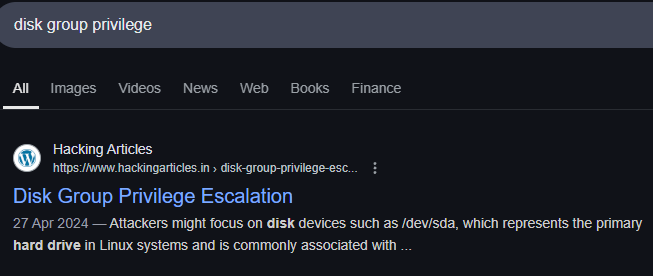 disk group privilege
All Images Videos News Web Books Finance
Hacking Articles
https://www.hackingarticles.in › disk-group-privilege-esc...
Disk Group Privilege Escalation
27 Apr 2024 — Attackers might focus on disk devices such as /dev/sda, which represents the primary
hard drive in Linux systems and is commonly associated with ...